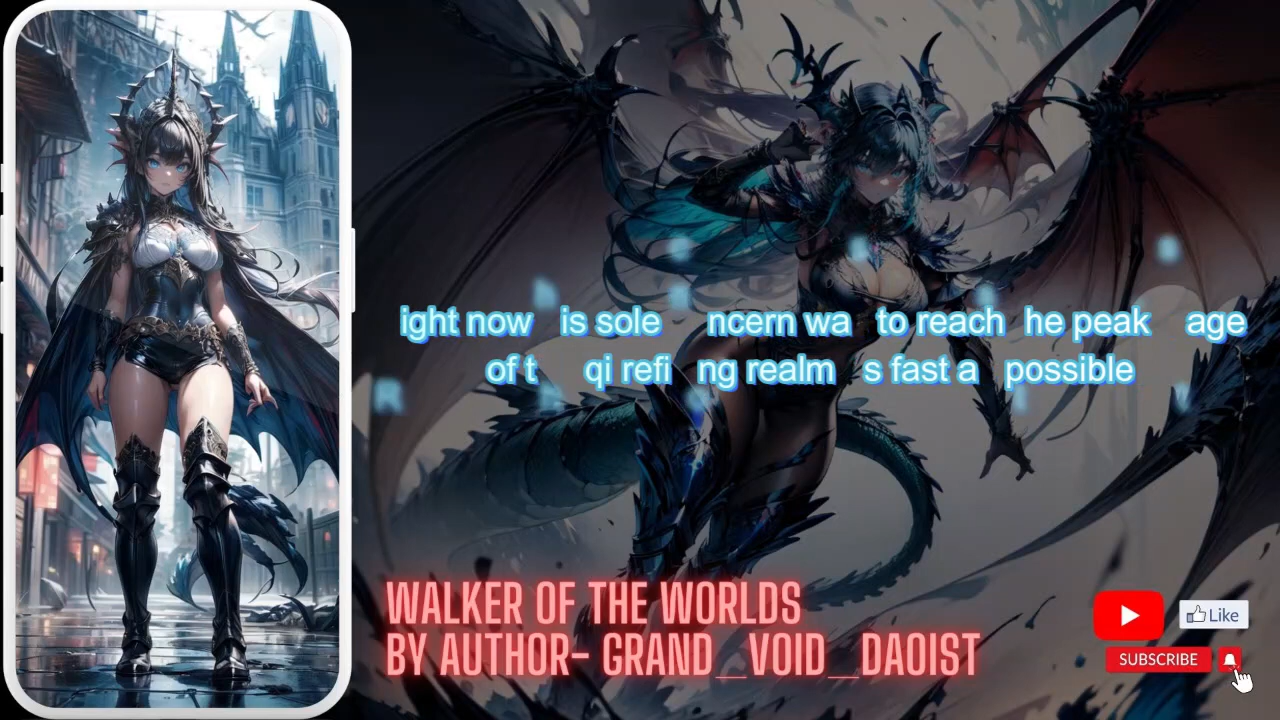 ight now is sole ncern wa to reach he peak age
of t qi refi ng realm s fast a possible
WALKER OF THE WORLDS
BY AUTHOR- GRAND_VOID_DAOIST
Like
SUBSCRIBE